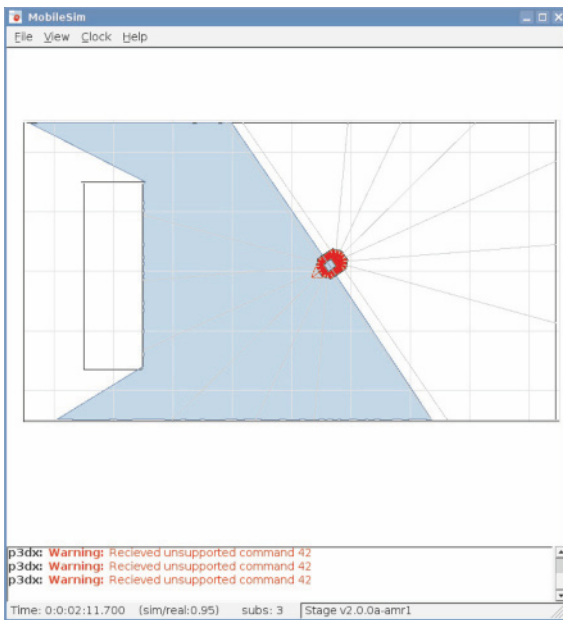 MobileSim
File View Clock Help
p3dx: Warning: Recieved unsupported command 42
p3dx: Warning: Recieved unsupported command 42
p3dx: Warning: Recieved unsupported command 42
Time: 0:0:02:11.700 (sim/real:0.95) subs: 3 Stage v2.0.0a-amr1